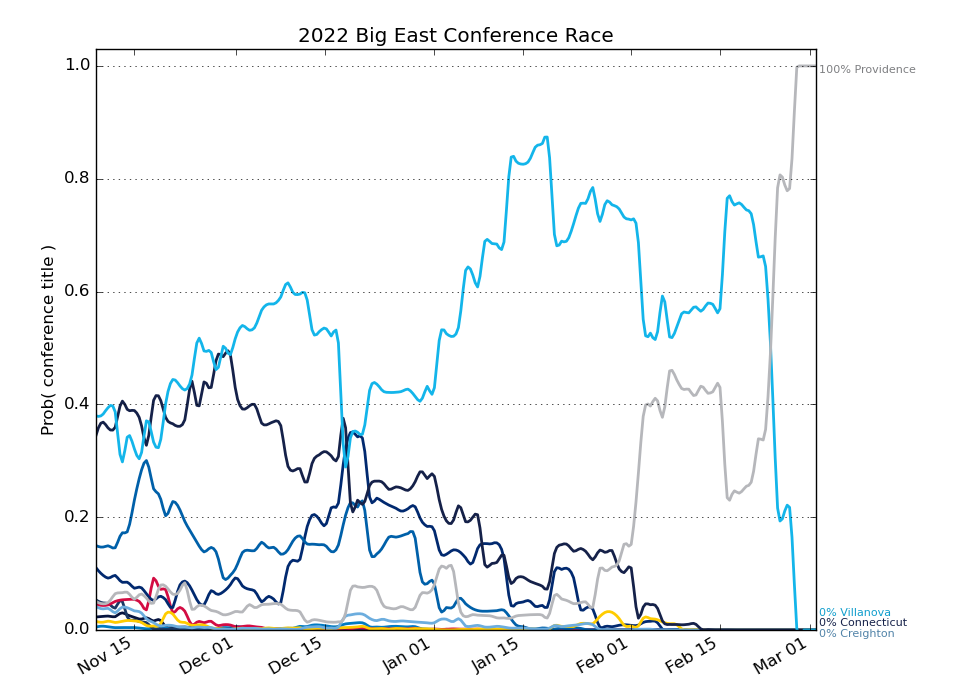 2022 Big East Conference Race
1.0
100% Providence
0.8
0.6
Prob( conference title )
0.4
0.2
0% Villanova
0% Connecticut
0.0
0% Creighton
Nov 15
Dec 01
Dec 15
Jan 01
Jan 15
Feb 01
Feb 15
Mar 01